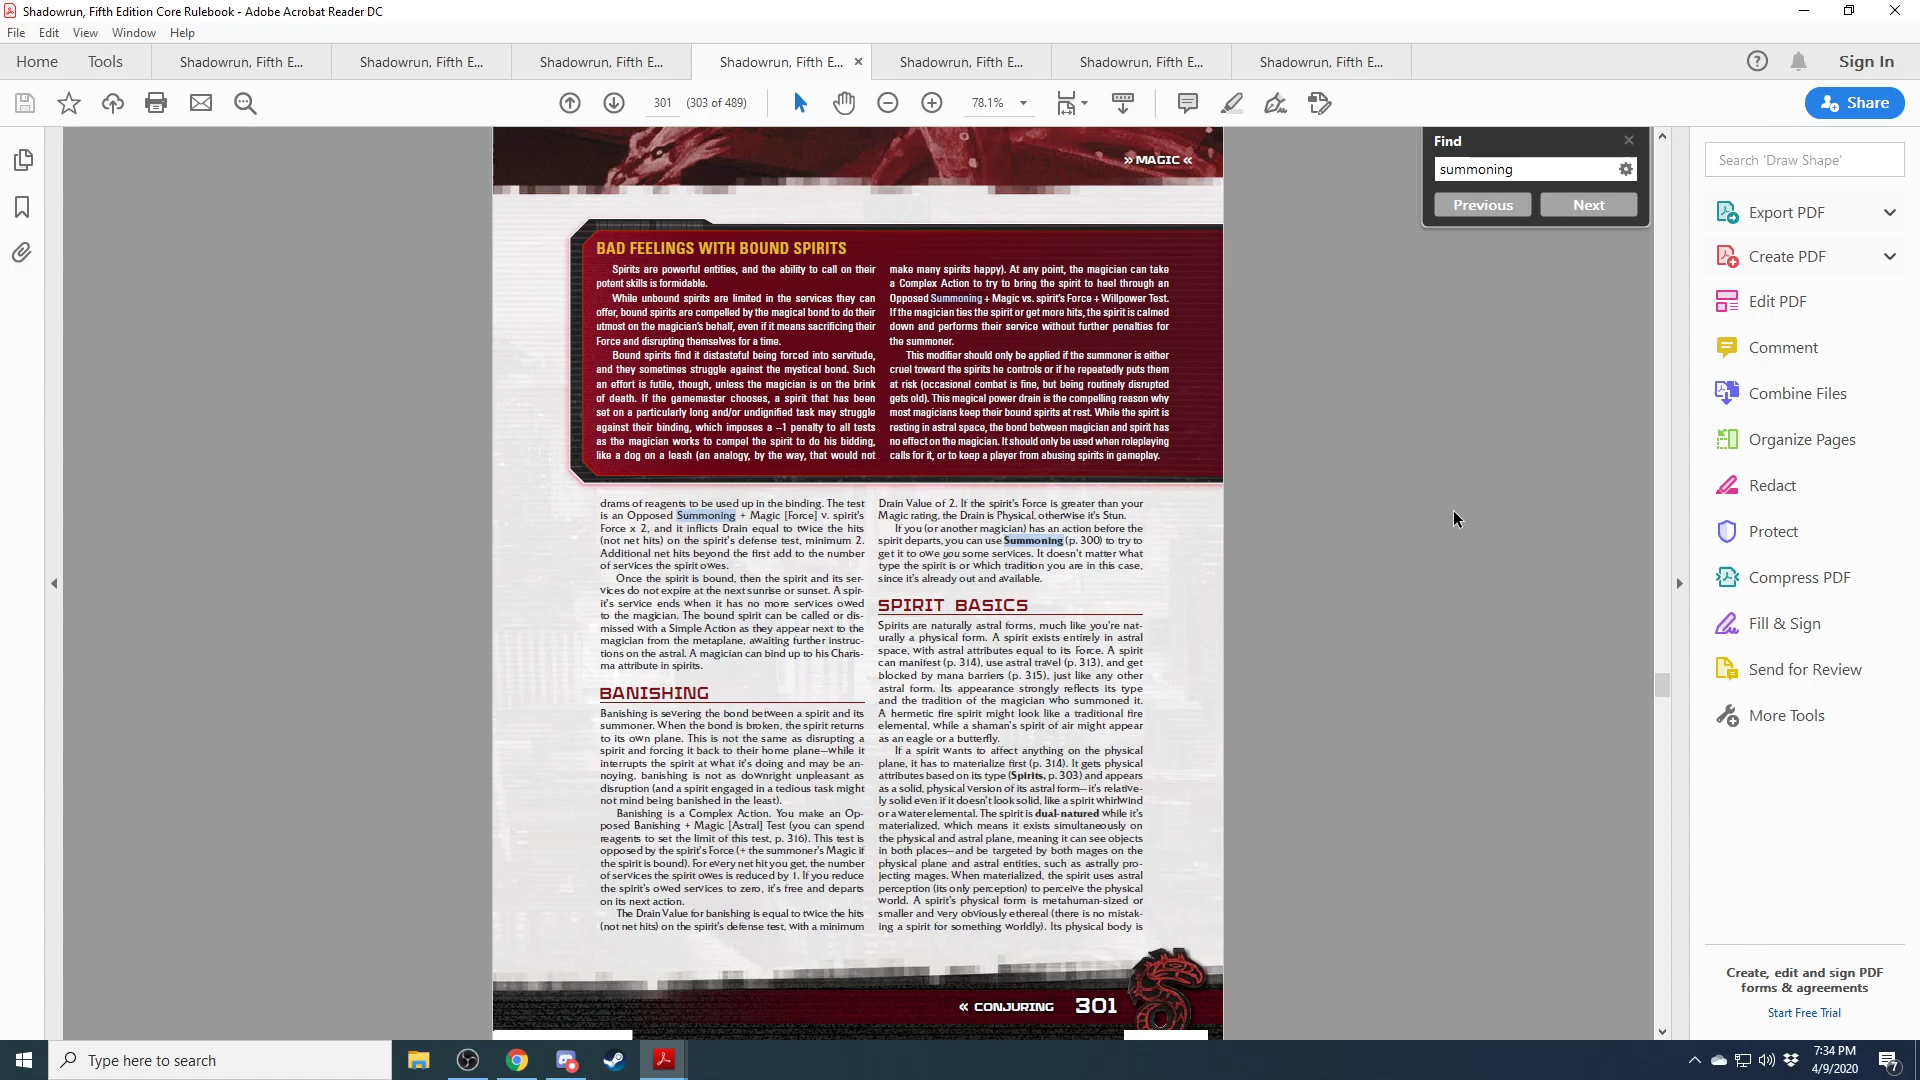 Shadowrun, Fifth Edition Core Rulebook - Adobe Acrobat Reader DC
File Edit View Window Help
Home Tools Shadowrun, Fifth E... Shadowrun, Fifth E... Shadowrun, Fifth E... Shadowrun, Fifth E... × Shadowrun, Fifth E... Shadowrun, Fifth E... Shadowrun, Fifth E... Sign In
301 (303 of 489) 78.1% Share
» MAGIC «
BAD FEELINGS WITH BOUND SPIRITS
Spirits are powerful entities, and the ability to call on their
potent skills is formidable.
While unbound spirits are limited in the services they can
offer, bound spirits are compelled by the magical bond to do their
utmost on the magician's behalf, even if it means sacrificing their
Force and disrupting themselves for a time.
Bound spirits find it distasteful being forced into servitude,
and they sometimes struggle against the mystical bond. Such
an effort is futile, though, unless the magician is on the brink
of death. If the gamemaster chooses, a spirit that has been
set on a particularly long and/or undignified task may struggle
against their binding, which imposes a –1 penalty to all tests
as the magician works to compel the spirit to do his bidding,
like a dog on a leash (an analogy, by the way, that would not
make many spirits happy). At any point, the magician can take
a Complex Action to try to bring the spirit to heel through an
Opposed Summoning + Magic vs. spirit's Force + Willpower Test.
If the magician ties the spirit or get more hits, the spirit is calmed
down and performs their service without further penalties for
the summoner.
This modifier should only be applied if the summoner is either
cruel toward the spirits he controls or if he repeatedly puts them
at risk (occasional combat is fine, but being routinely disrupted
gets old). This magical power drain is the compelling reason why
most magicians keep their bound spirits at rest. While the spirit is
resting in astral space, the bond between magician and spirit has
no effect on the magician. It should only be used when roleplaying
calls for it, or to keep a player from abusing spirits in gameplay.
drams of reagents to be used up in the binding. The test
is an Opposed Summoning + Magic [Force] v. spirit's
Force x 2, and it inflicts Drain equal to twice the hits
(not net hits) on the spirit's defense test, minimum 2.
Additional net hits beyond the first add to the number
of services the spirit owes.
Once the spirit is bound, then the spirit and its ser-
vices do not expire at the next sunrise or sunset. A spir-
it's service ends when it has no more services owed
to the magician. The bound spirit can be called or dis-
missed with a Simple Action as they appear next to the
magician from the metaplane, awaiting further instruc-
tions on the astral. A magician can bind up to his Charis-
ma attribute in spirits.
BANISHING
Banishing is severing the bond between a spirit and its
summoner. When the bond is broken, the spirit returns
to its own plane. This is not the same as disrupting a
spirit and forcing it back to their home plane—while it
interrupts the spirit at what it's doing and may be an-
noying, banishing is not as downright unpleasant as
disruption (and a spirit engaged in a tedious task might
not mind being banished in the least).
Banishing is a Complex Action. You make an Op-
posed Banishing + Magic [Astral] Test (you can spend
reagents to set the limit of this test, p. 316). This test is
opposed by the spirit's Force (+ the summoner's Magic if
the spirit is bound). For every net hit you get, the number
of services the spirit owes is reduced by 1. If you reduce
the spirit's owed services to zero, it's free and departs
on its next action.
The Drain Value for banishing is equal to twice the hits
(not net hits) on the spirit's defense test, with a minimum
Drain Value of 2. If the spirit's Force is greater than your
Magic rating, the Drain is Physical, otherwise it's Stun.
If you (or another magician) has an action before the
spirit departs, you can use Summoning (p. 300) to try to
get it to owe you some services. It doesn't matter what
type the spirit is or which tradition you are in this case,
since it's already out and available.
SPIRIT BASICS
Spirits are naturally astral forms, much like you're nat-
urally a physical form. A spirit exists entirely in astral
space, with astral attributes equal to its Force. A spirit
can manifest (p. 314), use astral travel (p. 313), and get
blocked by mana barriers (p. 315), just like any other
astral form. Its appearance strongly reflects its type
and the tradition of the magician who summoned it.
A hermetic fire spirit might look like a traditional fire
elemental, while a shaman's spirit of air might appear
as an eagle or a butterfly.
If a spirit wants to affect anything on the physical
plane, it has to materialize first (p. 314). It gets physical
attributes based on its type (Spirits, p. 303) and appears
as a solid, physical version of its astral form—it's relative-
ly solid even if it doesn't look solid, like a spirit whirlwind
or a water elemental. The spirit is dual-natured while it's
materialized, which means it exists simultaneously on
the physical and astral plane, meaning it can see objects
in both places—and be targeted by both mages on the
physical plane and astral entities, such as astrally pro-
jecting mages. When materialized, the spirit uses astral
perception (its only perception) to perceive the physical
world. A spirit's physical form is metahuman-sized or
smaller and very obviously ethereal (there is no mistak-
ing a spirit for something worldly). Its physical body is
« CONJURING 301
Find
summoning
Previous Next
Search 'Draw Shape'
Export PDF
Create PDF
Edit PDF
Comment
Combine Files
Organize Pages
Redact
Protect
Compress PDF
Fill & Sign
Send for Review
More Tools
Create, edit and sign PDF
forms & agreements
Start Free Trial
Type here to search
7:34 PM
4/9/2020
7